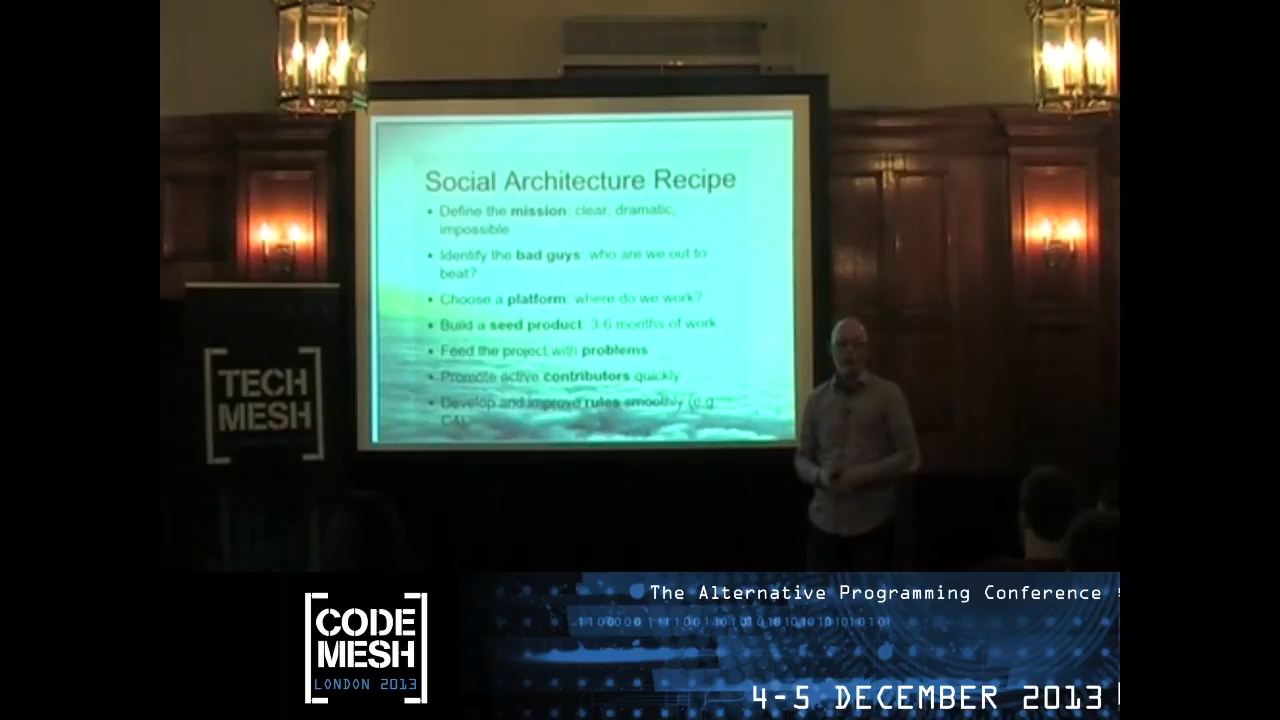 Social Architecture Recipe
• Define the mission: clear, dramatic,
impossible
• Identify the bad guys: who are we out to
beat?
• Choose a platform: where do we work?
• Build a seed product: 3-6 months of work
• Feed the project with problems
• Promote active contributors quickly
• Develop and improve rules smoothly (e.g.
C4).
[TECH
MESH]
[CODE
MESH
LONDON 2013]
The Alternative Programming Conference
4-5 DECEMBER 2013